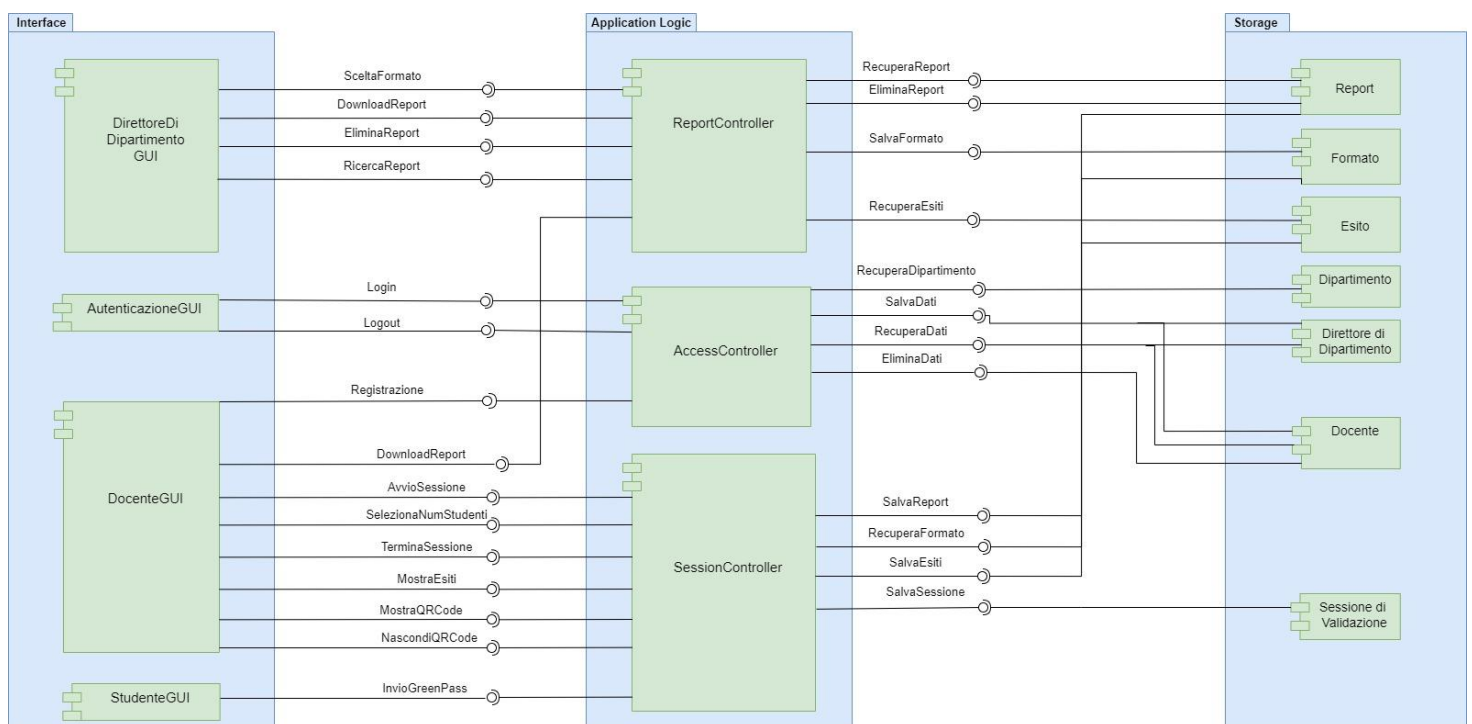 Interface
Application Logic
Storage
DirettoreDi
Dipartimento
GUI
SceltaFormato
DownloadReport
EliminaReport
RicercaReport
ReportController
RecuperaReport
EliminaReport
SalvaFormato
RecuperaEsiti
Report
Formato
Esito
AutenticazioneGUI
Login
Logout
Registrazione
AccessController
RecuperaDipartimento
SalvaDati
RecuperaDati
EliminaDati
Dipartimento
Direttore di
Dipartimento
Docente
DocenteGUI
DownloadReport
AvvioSessione
SelezionaNumStudenti
TerminaSessione
MostraEsiti
MostraQRCode
NascondiQRCode
SessionController
SalvaReport
RecuperaFormato
SalvaEsiti
SalvaSessione
Sessione di
Validazione
StudenteGUI
InvioGreenPass